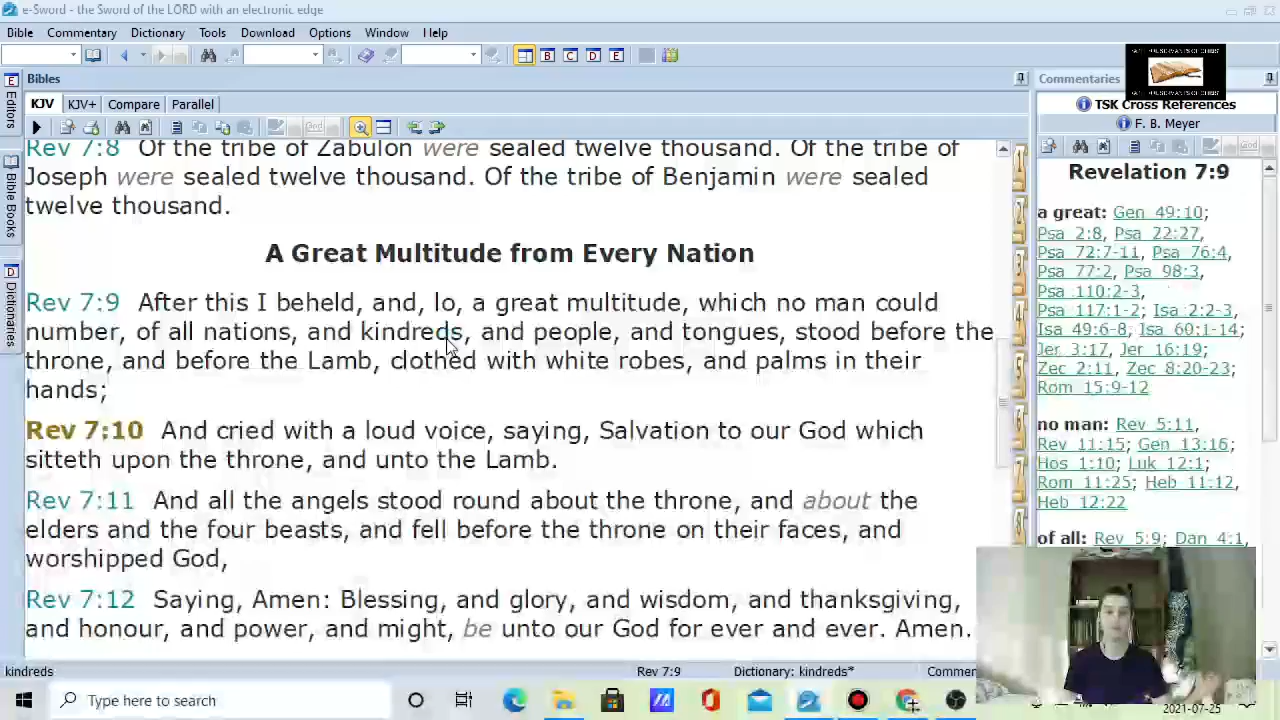 e-Sword - the Sword of the LORD with an electronic edge
Bible Commentary Dictionary Tools Download Options Window Help
Bibles
Commentaries
KJV KJV+ Compare Parallel
TSK Cross References
F. B. Meyer
Editors
Bible Books
Dictionaries
Rev 7:8 Of the tribe of Zabulon were sealed twelve thousand. Of the tribe of
Joseph were sealed twelve thousand. Of the tribe of Benjamin were sealed
twelve thousand.
A Great Multitude from Every Nation
Rev 7:9 After this I beheld, and, lo, a great multitude, which no man could
number, of all nations, and kindreds, and people, and tongues, stood before the
throne, and before the Lamb, clothed with white robes, and palms in their
hands;
Rev 7:10 And cried with a loud voice, saying, Salvation to our God which
sitteth upon the throne, and unto the Lamb.
Rev 7:11 And all the angels stood round about the throne, and about the
elders and the four beasts, and fell before the throne on their faces, and
worshipped God,
Rev 7:12 Saying, Amen: Blessing, and glory, and wisdom, and thanksgiving,
and honour, and power, and might, be unto our God for ever and ever. Amen.
Revelation 7:9
a great: Gen 49:10;
Psa 2:8, Psa 22:27,
Psa 72:7-11, Psa 76:4,
Psa 77:2, Psa 98:3,
Psa 110:2-3,
Psa 117:1-2; Isa 2:2-3,
Isa 49:6-8, Isa 60:1-14;
Jer 3:17, Jer 16:19;
Zec 2:11, Zec 8:20-23;
Rom 15:9-12
no man: Rev 5:11,
Rev 11:15; Gen 13:16;
Hos 1:10; Luk 12:1;
Rom 11:25; Heb 11:12,
Heb 12:22
of all: Rev 5:9; Dan 4:1,
kindreds
Rev 7:9
Dictionary: kindreds*
Type here to search
2021-07-25